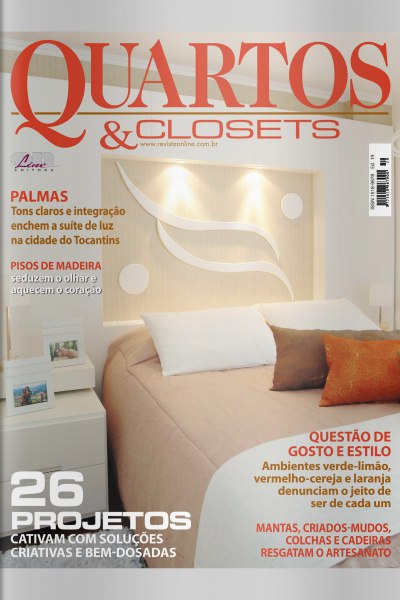 QUARTOS
& CLOSETS
www.revistaonline.com.br
Line
EDITORA
PALMAS
Tons claros e integração
enchem a suíte de luz
na cidade do Tocantins
PISOS DE MADEIRA
seduzem o olhar e
aquecem o coração
26
PROJETOS
CATIVAM COM SOLUÇÕES
CRIATIVAS E BEM-DOSADAS
QUESTÃO DE
GOSTO E ESTILO
Ambientes verde-limão,
vermelho-cereja e laranja
denunciam o jeito de
ser de cada um
MANTAS, CRIADOS-MUDOS,
COLCHAS E CADEIRAS
RESGATAM O ARTESANATO